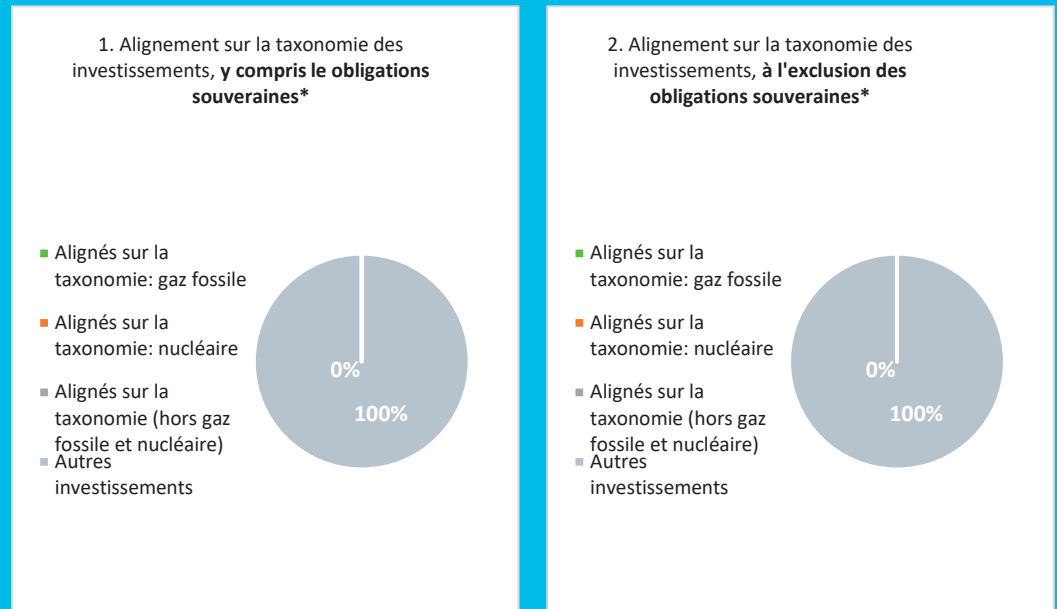 1. Alignement sur la taxonomie des
investissements, y compris le obligations
souveraines*
Alignés sur la
taxonomie: gaz fossile
Alignés sur la
taxonomie: nucléaire
Alignés sur la
taxonomie (hors gaz
fossile et nucléaire)
Autres
investissements
0%
100%
2. Alignement sur la taxonomie des
investissements, à l'exclusion des
obligations souveraines*
Alignés sur la
taxonomie: gaz fossile
Alignés sur la
taxonomie: nucléaire
Alignés sur la
taxonomie (hors gaz
fossile et nucléaire)
Autres
investissements
0%
100%